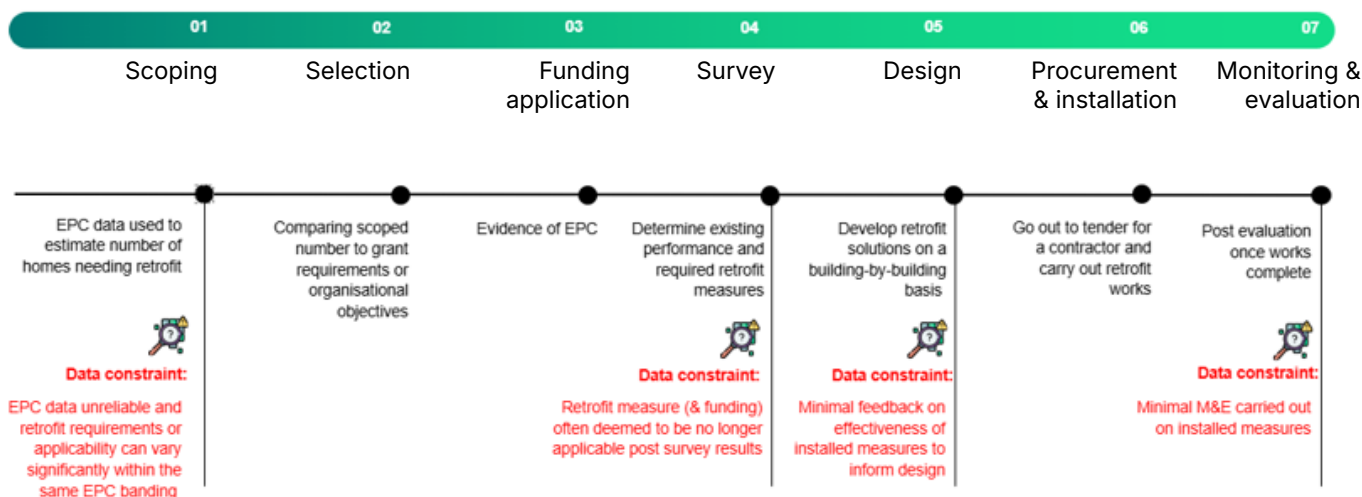 01
02
03
04
05
06
07
Scoping
Selection
Funding
application
Survey
Design
Procurement
& installation
Monitoring &
evaluation
EPC data used to
estimate number of
homes needing retrofit
Comparing scoped
number to grant
requirements or
organisational
objectives
Evidence of EPC
Determine existing
performance and
required retrofit
measures
Develop retrofit
solutions on a
building-by-building
basis
Go out to tender for
a contractor and
carry out retrofit
works
Post evaluation
once works
complete
?
Data constraint:
EPC data unreliable and
retrofit requirements or
applicability can vary
significantly within the
same EPC banding
?
Data constraint:
Retrofit measure (& funding)
often deemed to be no longer
applicable post survey results
?
Data constraint:
Minimal feedback on
effectiveness of
installed measures to
inform design
?
Data constraint:
Minimal M&E carried out
on installed measures